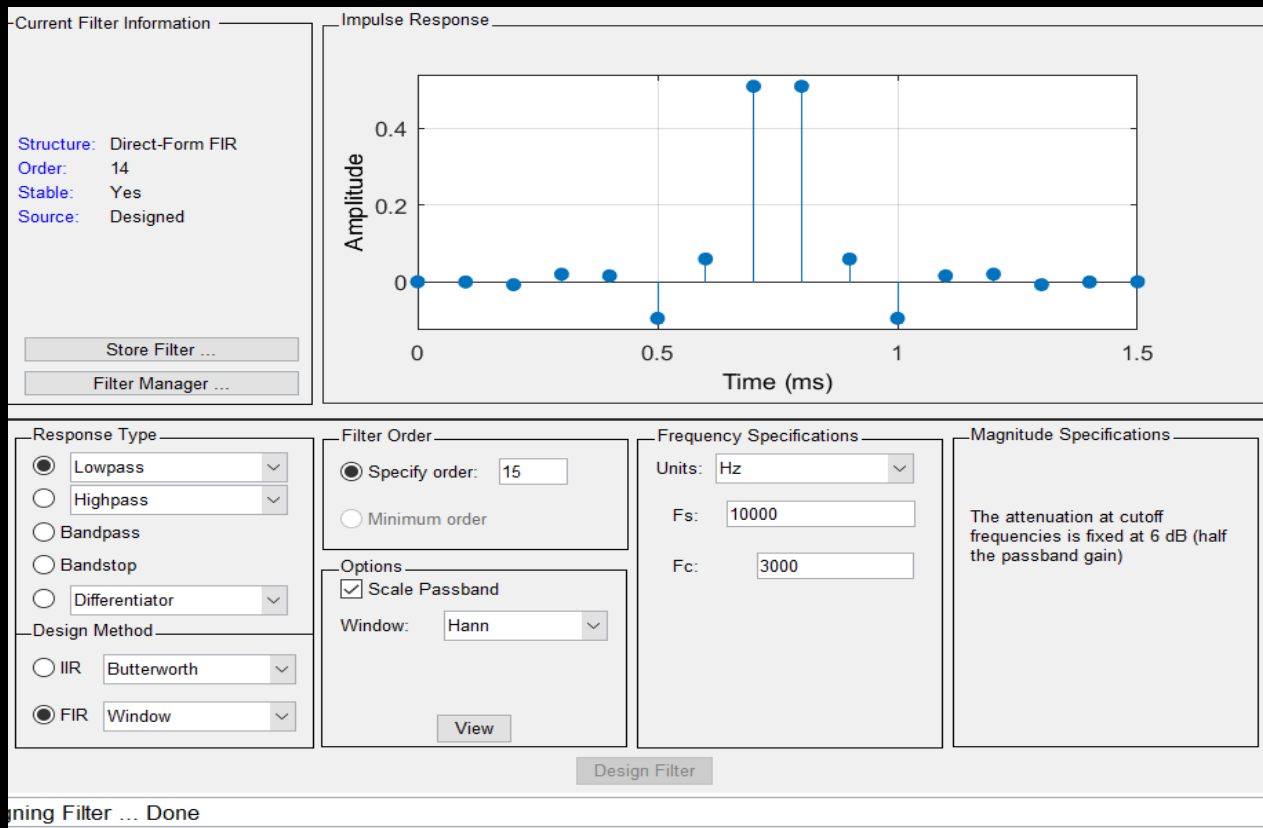 Current Filter Information
Structure: Direct-Form FIR
Order: 14
Stable: Yes
Source: Designed
Store Filter ...
Filter Manager ...
Impulse Response
Amplitude
0.4
0.2
0
0 0.5 1 1.5
Time (ms)
Response Type
Lowpass
Highpass
Bandpass
Bandstop
Differentiator
Design Method
IIR Butterworth
FIR Window
Filter Order
Specify order: 15
Minimum order
Options
Scale Passband
Window: Hann
View
Frequency Specifications
Units: Hz
Fs: 10000
Fc: 3000
Magnitude Specifications
The attenuation at cutoff
frequencies is fixed at 6 dB (half
the passband gain)
Design Filter
gning Filter ... Done